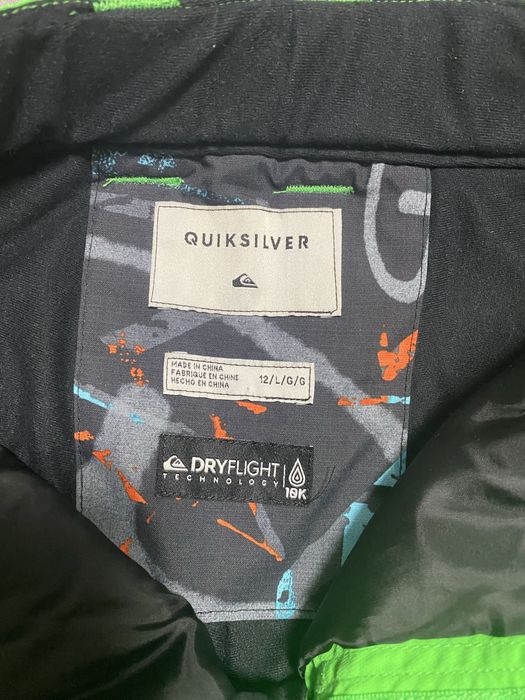 QUIKSILVER
MADE IN CHINA
FABRIQUE EN CHINE
HECHO EN CHINA
12/L/G/G
DRYFLIGHT
TECHNOLOGY
10K